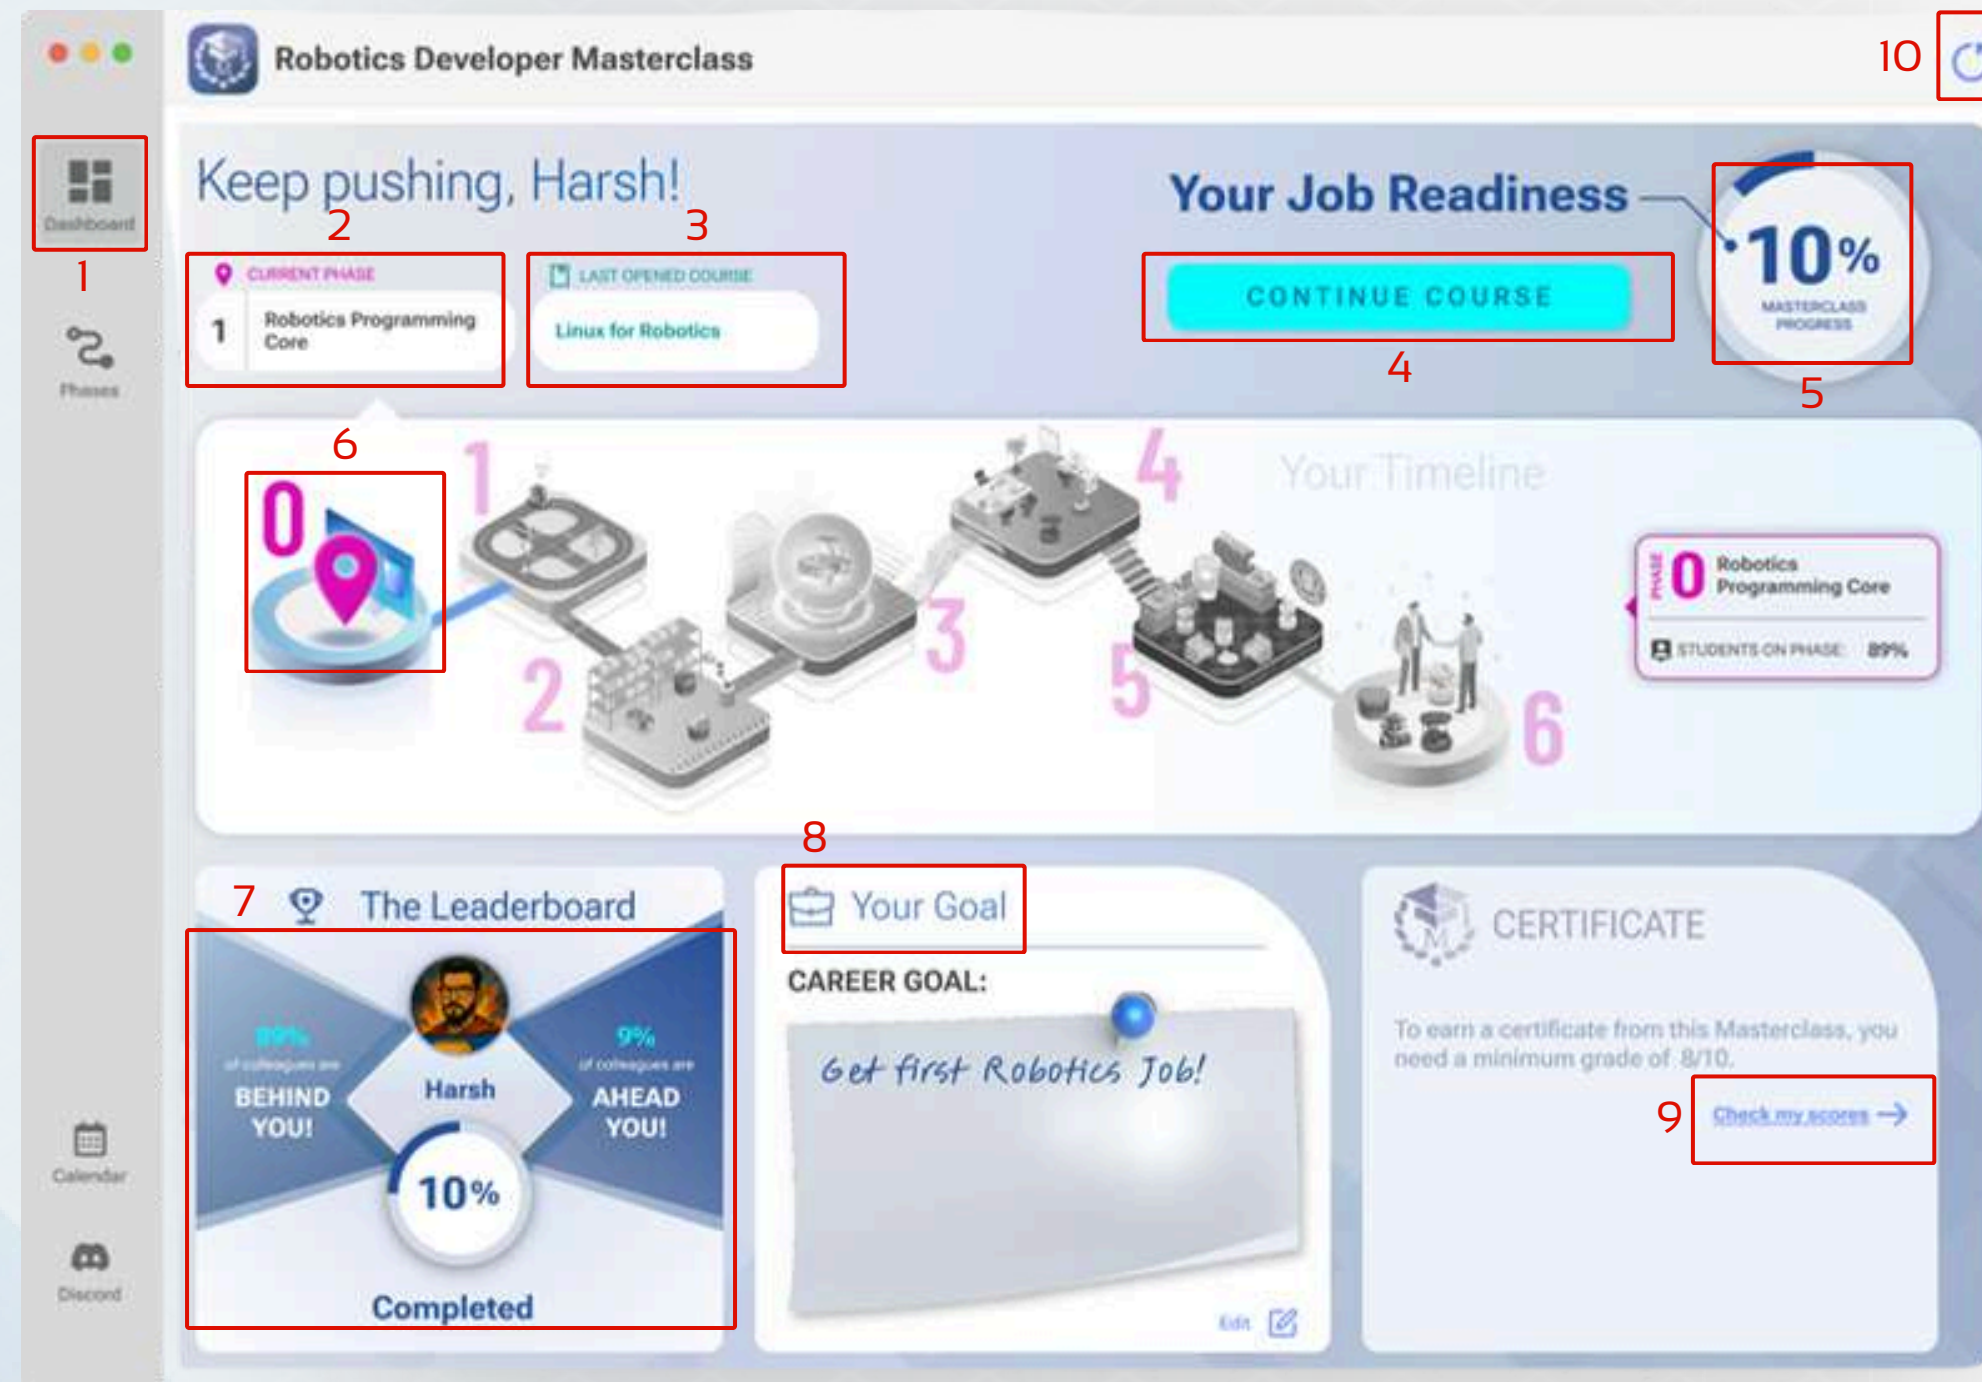 Robotics Developer Masterclass
10
Dashboard
1
Phases
Calendar
Discord
Keep pushing, Harsh!
2
3
CURRENT PHASE
1
Robotics Programming
Core
LAST OPENED COURSE
Linux for Robotics
Your Job Readiness
CONTINUE COURSE
4
10%
MASTERCLASS
PROGRESS
5
6
0
1
2
3
4
5
6
Your Timeline
PHASE
0
Robotics
Programming Core
STUDENTS ON PHASE: 89%
7
The Leaderboard
89%
of colleagues are
BEHIND
YOU!
Harsh
9%
of colleagues are
AHEAD
YOU!
10%
Completed
8
Your Goal
CAREER GOAL:
Get first Robotics Job!
Edit
M
CERTIFICATE
To earn a certificate from this Masterclass, you
need a minimum grade of 8/10.
9
Check my scores